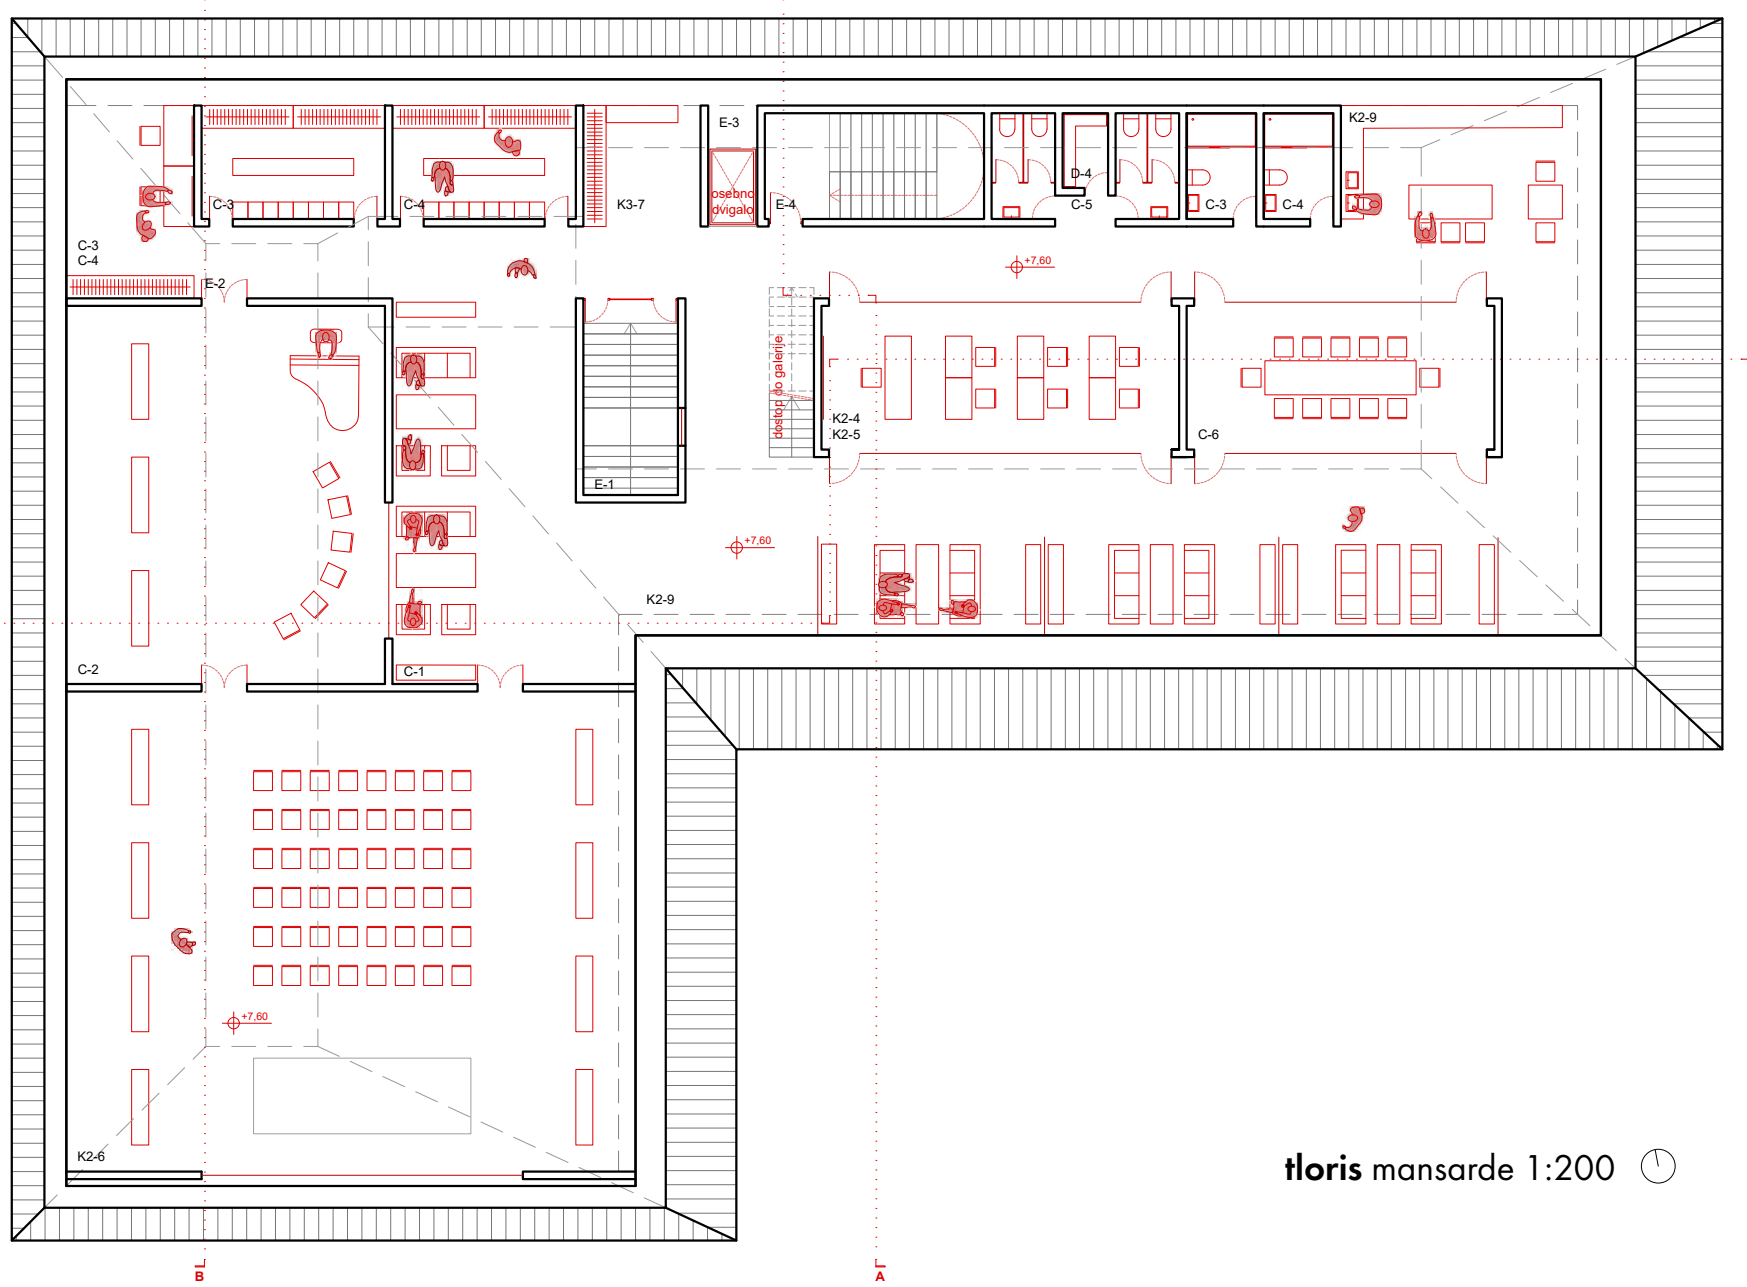 E-3
K2-9
osebno
dvigalo
D-4
C-3
C-4
K3-7
E-4
C-5
C-3
C-4
C-3
C-4
+7,60
E-2
dostop do galerije
K2-4
K2-5
C-6
E-1
+7,60
K2-9
C-2
C-1
+7,60
K2-6
tloris mansarde 1:200
B
A